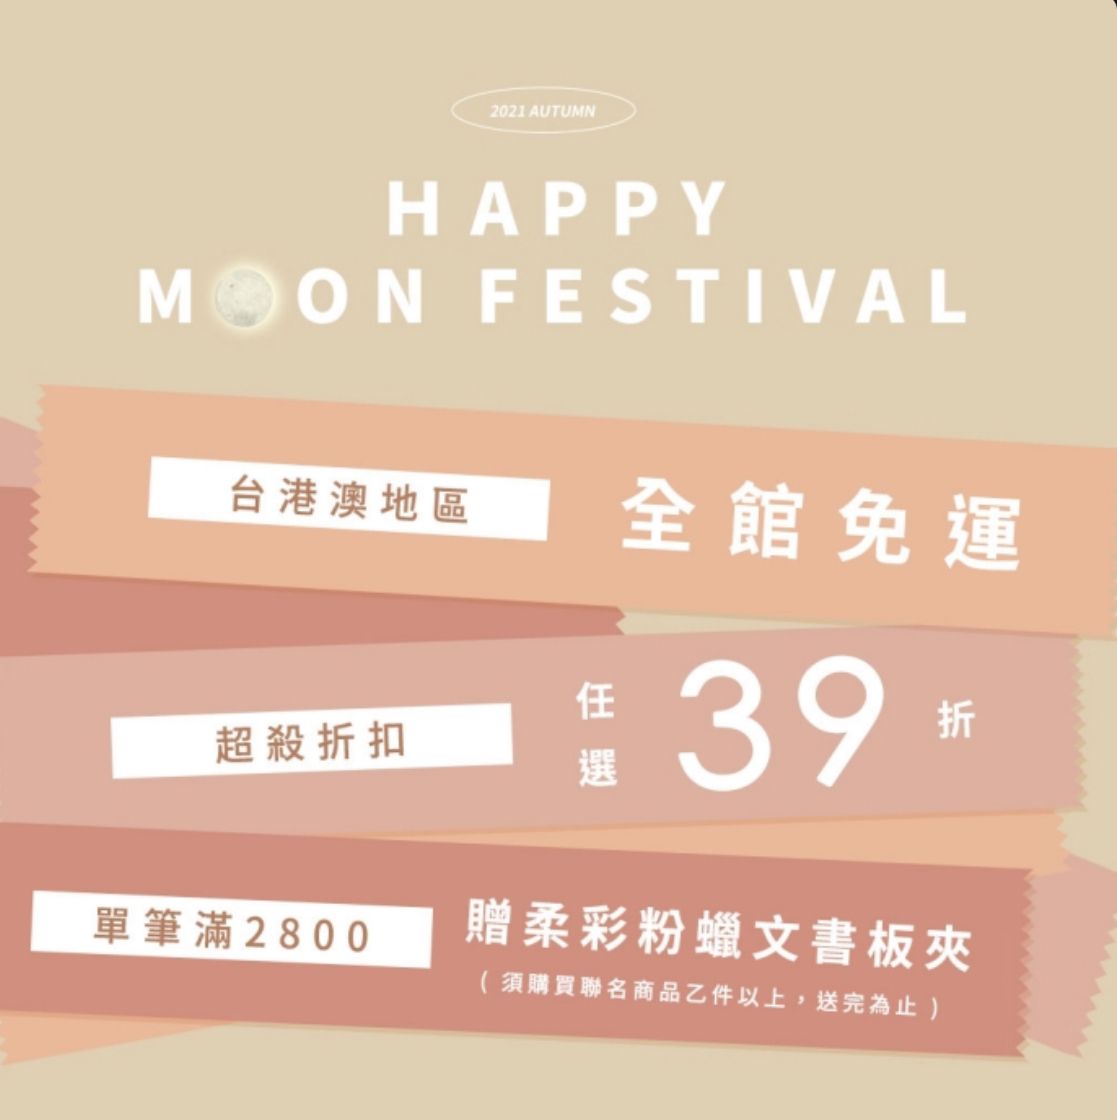 2021 AUTUMN
HAPPY
MOON FESTIVAL
台港澳地區
全館免運
超殺折扣
任選
39
折
單筆滿2800
贈柔彩粉蠟文書板夾
( 須購買聯名商品乙件以上，送完為止 )